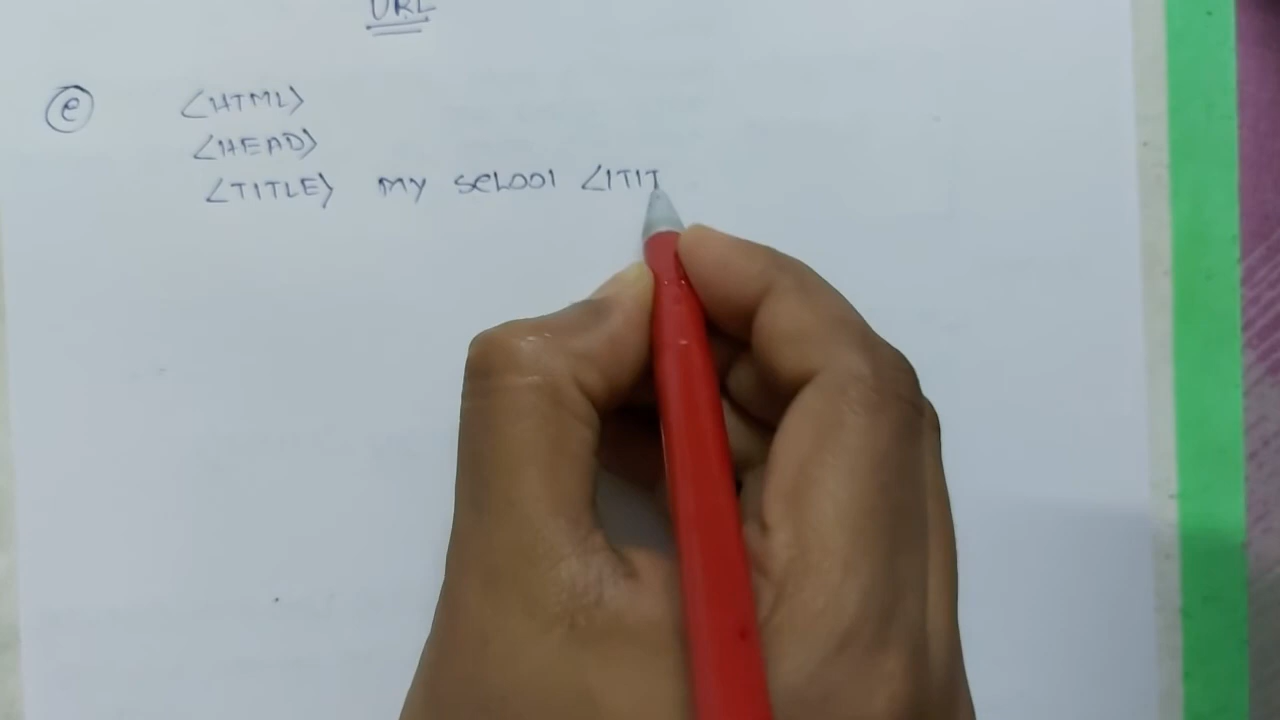 URL
ⓔ <HTML>
<HEAD>
<TITLE> My School </TIT